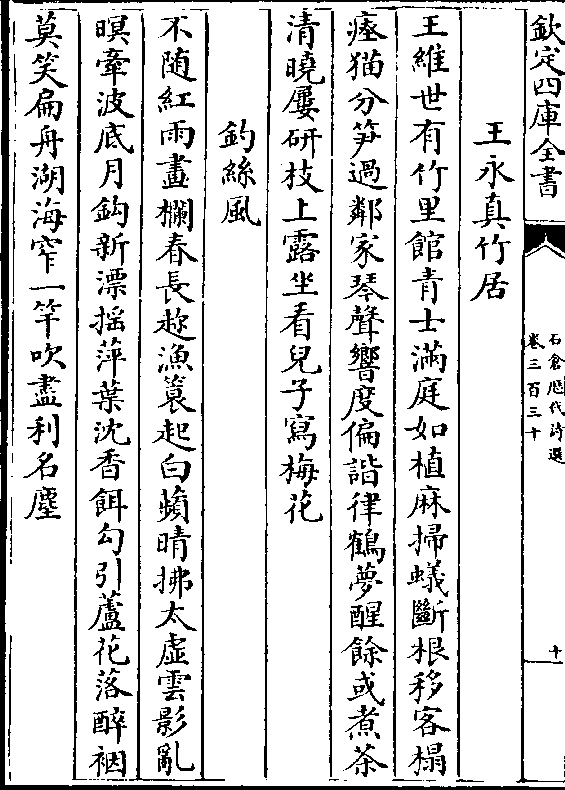 欽定四庫全書
石倉歷代詩選
卷三百三十
十
王永真竹居
王維世有竹里館青士滿庭如植麻掃蟻斷根移客榻
瘞猫分笋過鄰家琴聲響度偏諧律鶴夢醒餘或煮茶
清曉屢研枝上露坐看兒子寫梅花
釣絲風
不随紅雨畫欄春長趂漁簑起白蘋晴拂太虛雲影亂
暝牽波底月鈎新漂揺萍葉沈香餌勾引蘆花落醉裀
莫笑扁舟湖海窄一竿吹盡利名塵